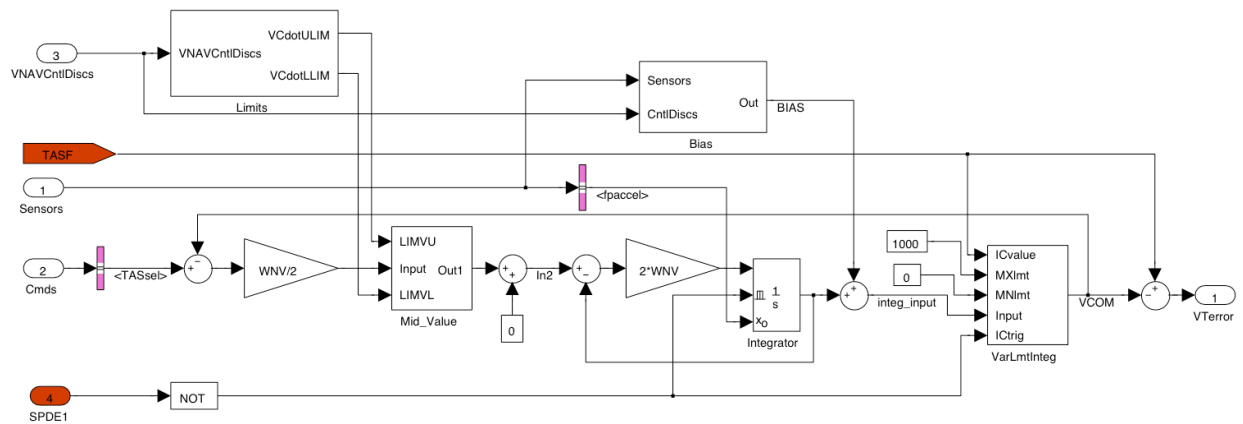 3
VNAVCntlDiscs
VNAVCntlDiscs
VCdotULIM
VCdotLLIM
Limits
Sensors
CntlDiscs
Out
BIAS
Bias
TASF
1
Sensors
<fpaccel>
2
Cmds
<TASsel>
−
+
WNV/2
LIMVU
Input
LIMVL
Out1
Mid_Value
+
+
0
In2
+
−
2*WNV
1
s
xo
Integrator
+
+
integ_input
1000
0
ICvalue
MXlmt
MNlmt
Input
ICtrig
VarLmtInteg
VCOM
+
−
1
VTerror
4
SPDE1
NOT